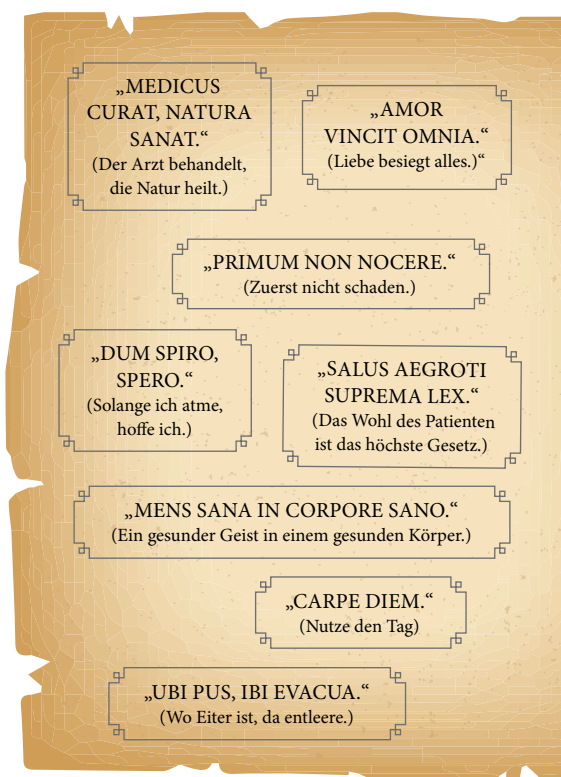 „MEDICUS
CURAT, NATURA
SANAT.“
(Der Arzt behandelt,
die Natur heilt.)
„AMOR
VINCIT OMNIA.“
(Liebe besiegt alles.)“
„PRIMUM NON NOCERE.“
(Zuerst nicht schaden.)
„DUM SPIRO,
SPERO.“
(Solange ich atme,
hoffe ich.)
„SALUS AEGROTI
SUPREMA LEX.“
(Das Wohl des Patienten
ist das höchste Gesetz.)
„MENS SANA IN CORPORE SANO.“
(Ein gesunder Geist in einem gesunden Körper.)
„CARPE DIEM.“
(Nutze den Tag)
„UBI PUS, IBI EVACUA.“
(Wo Eiter ist, da entleere.)